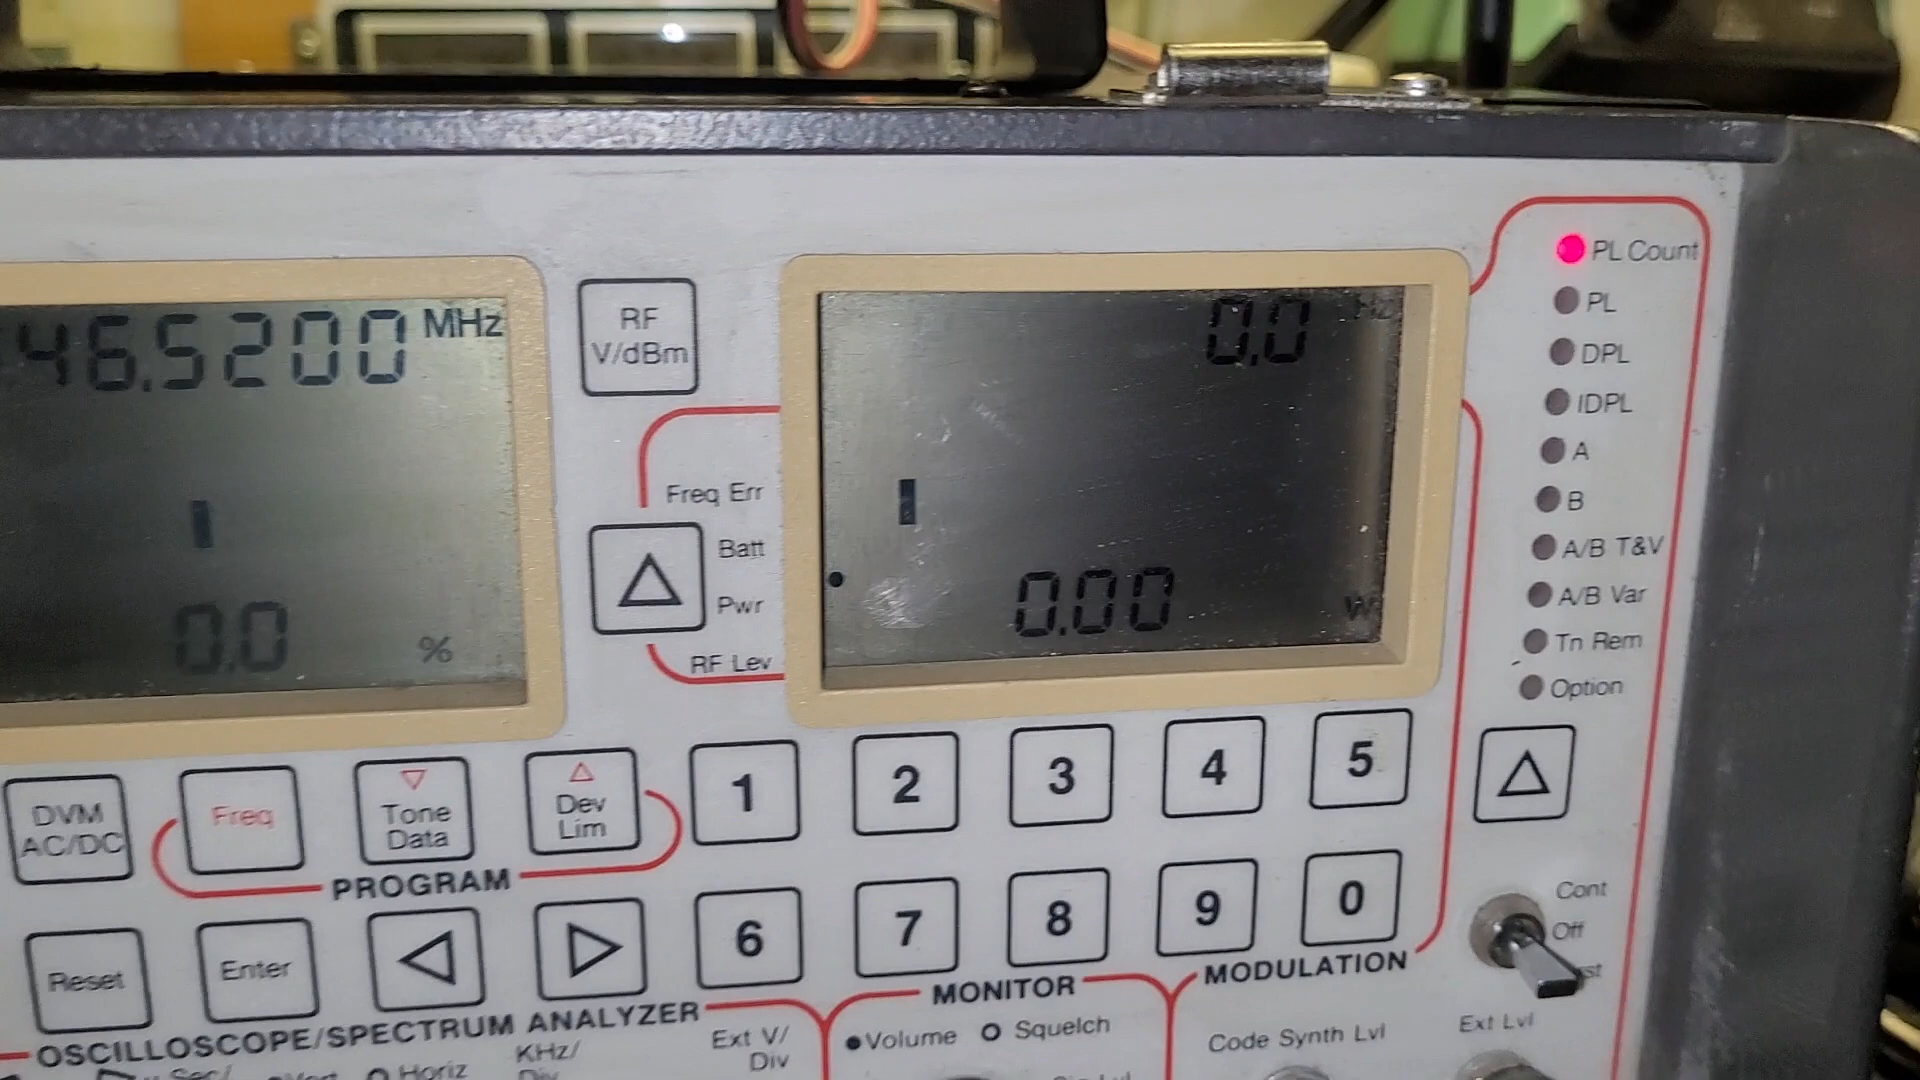 46.5200 MHz
0.0 %
RF
V/dBm
Freq Err
Batt
Pwr
RF Lev
0.0 Hz
0.00 W
PL Count
PL
DPL
IDPL
A
B
A/B T&V
A/B Var
Tn Rem
Option
DVM
AC/DC
Freq
Tone
Data
Dev
Lim
PROGRAM
1
2
3
4
5
Reset
Enter
6
7
8
9
0
Cont
Off
OSCILLOSCOPE/SPECTRUM ANALYZER
MONITOR
MODULATION
Sec/
Horiz
KHz/
Div
Ext V/
Div
Volume
Squelch
Code Synth Lvl
Ext Lvl